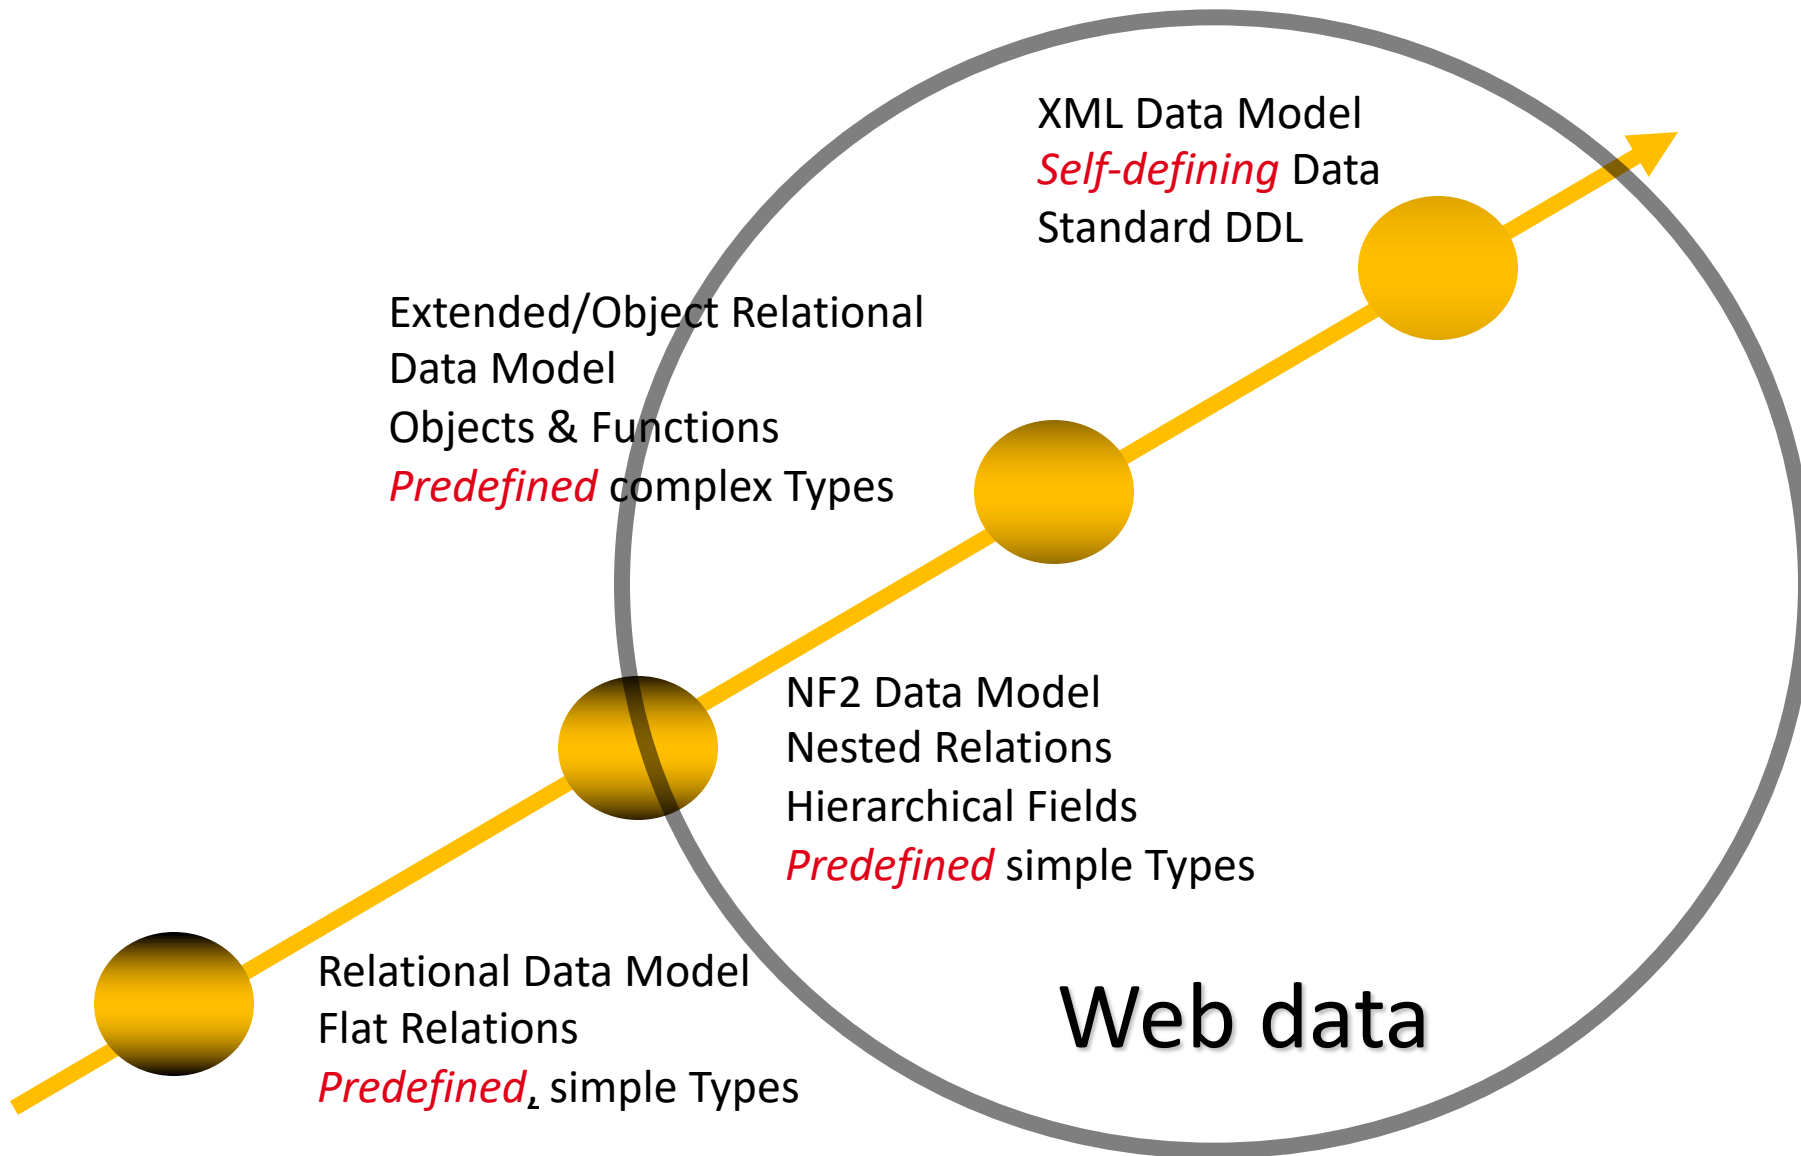 XML Data Model
Self-defining Data
Standard DDL
Extended/Object Relational
Data Model
Objects & Functions
Predefined complex Types
NF2 Data Model
Nested Relations
Hierarchical Fields
Predefined simple Types
Relational Data Model
Flat Relations
Predefined, simple Types
Web data